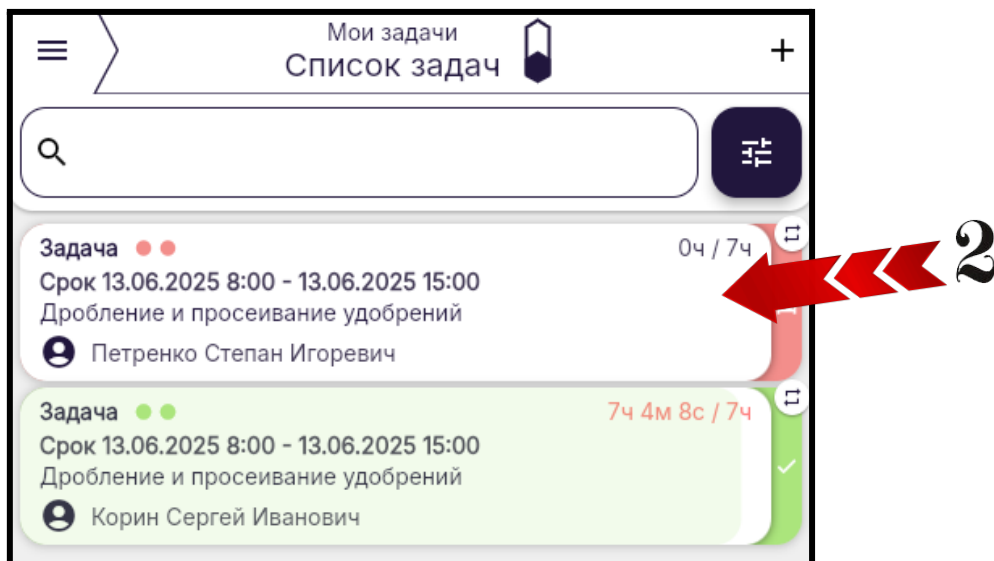 Мои задачи
Список задач
Задача 0ч / 7ч
Срок 13.06.2025 8:00 - 13.06.2025 15:00
Дробление и просеивание удобрений
Петренко Степан Игоревич
2
Задача 7ч 4м 8с / 7ч
Срок 13.06.2025 8:00 - 13.06.2025 15:00
Дробление и просеивание удобрений
Корин Сергей Иванович